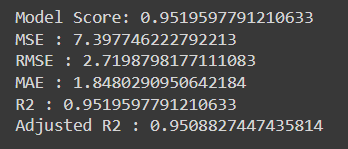 Model Score: 0.9519597791210633
MSE : 7.397746222792213
RMSE : 2.7198798177111083
MAE : 1.8480290950642184
R2 : 0.9519597791210633
Adjusted R2 : 0.9508827447435814